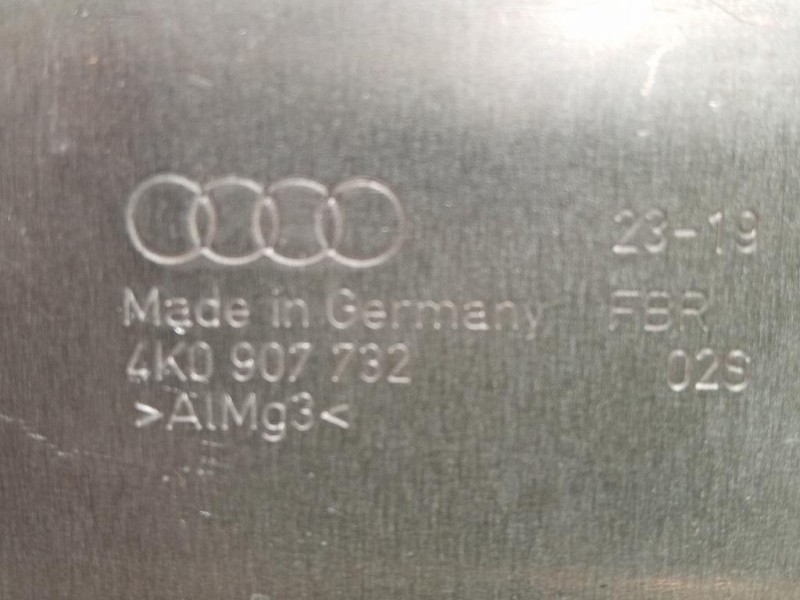 23-19
Made in Germany FBR
4K0 907 732 02S
>AlMg3<